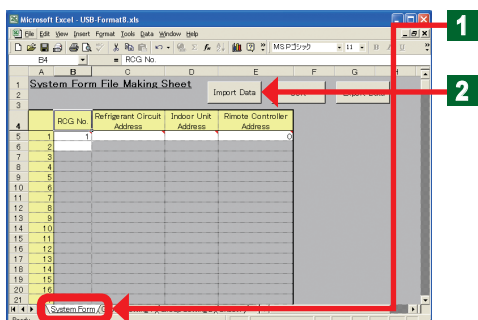 Microsoft Excel - USB-Format8.xls
File Edit View Insert Format Tools Data Window Help
MS Pゴシック 11 B
B4 = RCG No.
A B C D E F G
1 System Form File Making Sheet
2 Import Data
3
4 RCG No. Refrigerant Circuit Address Indoor Unit Address Rimote Controller Address
5 1 1 0
6 2
7 3
8 4
9 5
10 6
11 7
12 8
13 9
14 10
15 11
16 12
17 13
18 14
19 15
20 16
21
System Form
Ready
1
2